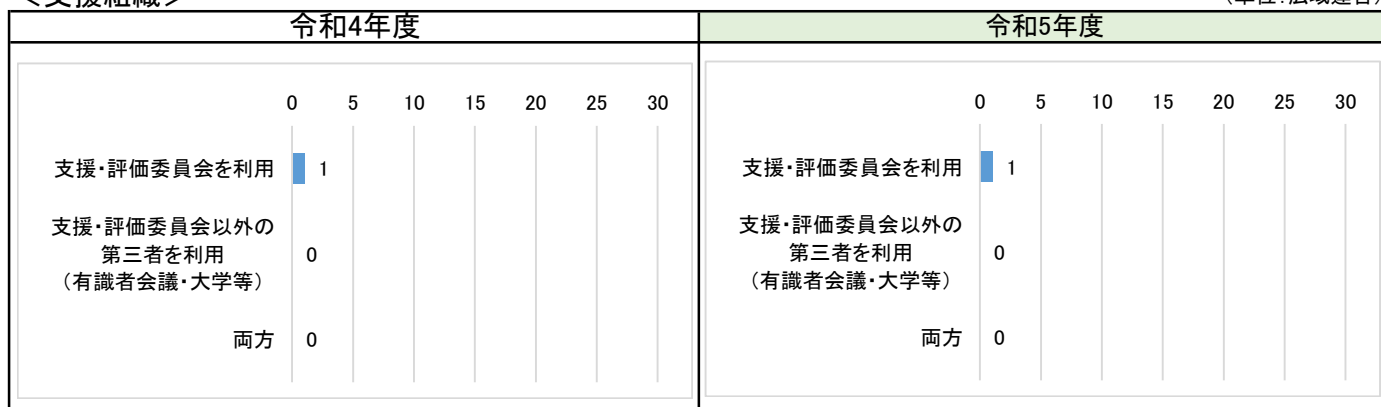 ＜支援組織＞
（単位：広域連合）
令和4年度
令和5年度
0 5 10 15 20 25 30
支援・評価委員会を利用 1
支援・評価委員会以外の
第三者を利用 0
（有識者会議・大学等）
両方 0
0 5 10 15 20 25 30
支援・評価委員会を利用 1
支援・評価委員会以外の
第三者を利用 0
（有識者会議・大学等）
両方 0